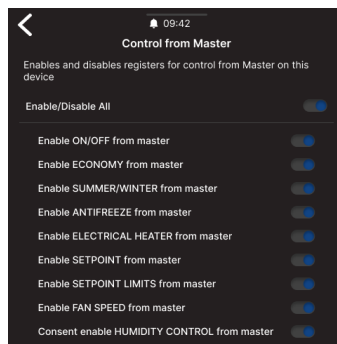 09:42
Control from Master
Enables and disables registers for control from Master on this
device
Enable/Disable All
Enable ON/OFF from master
Enable ECONOMY from master
Enable SUMMER/WINTER from master
Enable ANTIFREEZE from master
Enable ELECTRICAL HEATER from master
Enable SETPOINT from master
Enable SETPOINT LIMITS from master
Enable FAN SPEED from master
Consent enable HUMIDITY CONTROL from master